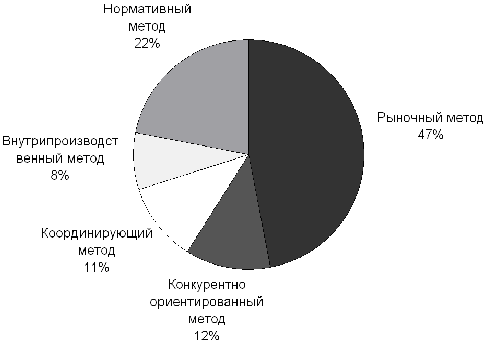 Нормативный
метод
22%
Рыночный метод
47%
Внутрипроизводст
венный метод
8%
Координирующий
метод
11%
Конкурентно
ориентированный
метод
12%